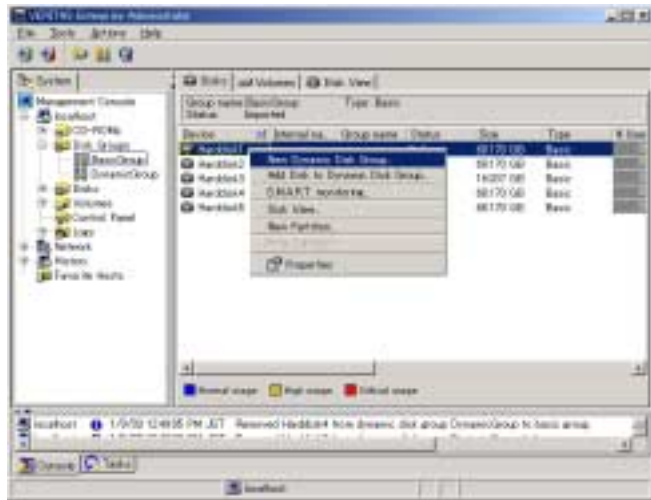 VERITAS Enterprise Administrator
File Tools Actions Help
System
Management Console
localhost
CD-ROMs
Disk Groups
BasicGroup
DynamicGroup
Disks
Volumes
Control Panel
Logs
Network
History
Favorite Hosts
Disks Volumes Disk View
Group name BasicGroup Type Basic
Status Imported
Device Internal na.. Group name Status Size Type
Harddisk1 Basic
Harddisk2 Basic
Harddisk3 Basic
Harddisk4 Basic
Harddisk5 Basic
New Dynamic Disk Group...
Add Disk to Dynamic Disk Group...
S.M.A.R.T monitoring...
Disk View...
New Partition...
Properties
Normal usage High usage Critical usage
localhost PM JST Removed Harddisk4 from dynamic disk group DynamicGroup to basic group.
Console Tasks
localhost